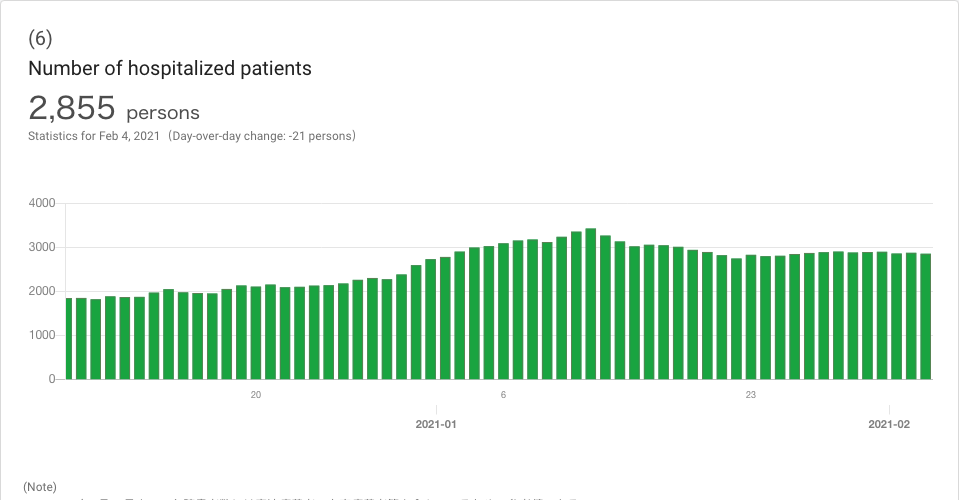 (6)
Number of hospitalized patients
2,855 persons
Statistics for Feb 4, 2021（Day-over-day change: -21 persons）
4000
3000
2000
1000
0
20 6 23
2021-01 2021-02
(Note)